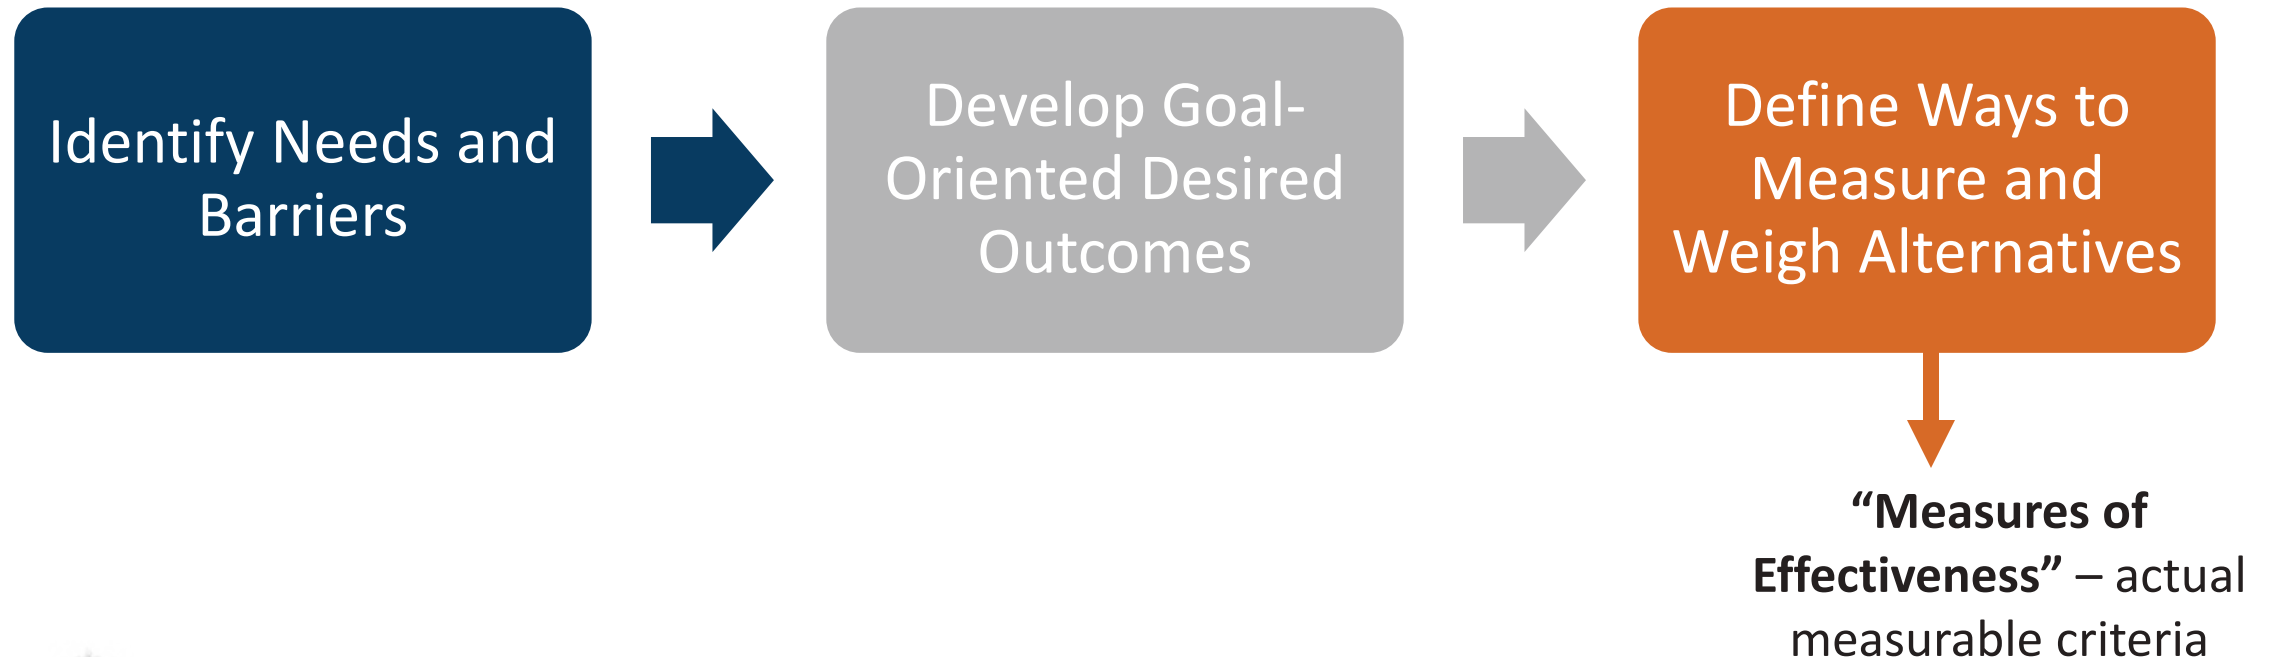 Identify Needs and
Barriers
Develop Goal-
Oriented Desired
Outcomes
Define Ways to
Measure and
Weigh Alternatives
“Measures of
Effectiveness” – actual
measurable criteria